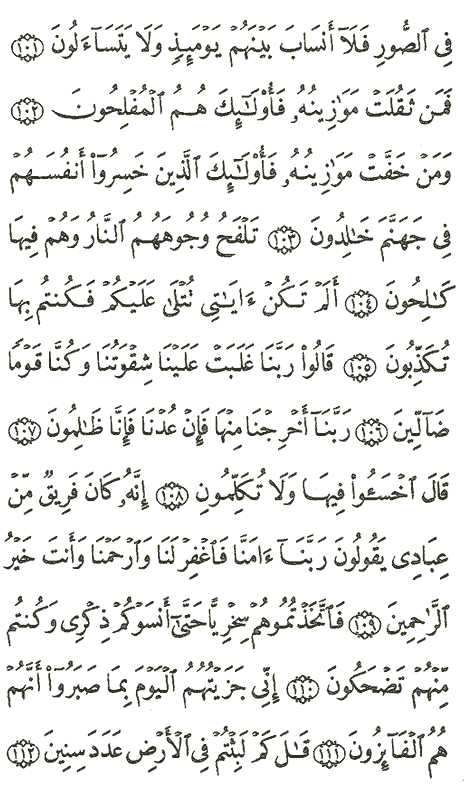 فِى ٱلصُّورِ فَلَآ أَنسَابَ بَيْنَهُمْ يَوْمَئِذٍ وَلَا يَتَسَآءَلُونَ ١٠١
فَمَن ثَقُلَتْ مَوَٰزِينُهُۥ فَأُو۟لَٰٓئِكَ هُمُ ٱلْمُفْلِحُونَ ١٠٢
وَمَنْ خَفَّتْ مَوَٰزِينُهُۥ فَأُو۟لَٰٓئِكَ ٱلَّذِينَ خَسِرُوٓا۟ أَنفُسَهُمْ
فِى جَهَنَّمَ خَٰلِدُونَ ١٠٣ تَلْفَحُ وُجُوهَهُمُ ٱلنَّارُ وَهُمْ فِيهَا
كَٰلِحُونَ ١٠٤ أَلَمْ تَكُنْ ءَايَٰتِى تُتْلَىٰ عَلَيْكُمْ فَكُنتُم بِهَا
تُكَذِّبُونَ ١٠٥ قَالُوا۟ رَبَّنَا غَلَبَتْ عَلَيْنَا شِقْوَتُنَا وَكُنَّا قَوْمًا
ضَآلِّينَ ١٠٦ رَبَّنَآ أَخْرِجْنَا مِنْهَا فَإِنْ عُدْنَا فَإِنَّا ظَٰلِمُونَ ١٠٧
قَالَ ٱخْسَـُٔوا۟ فِيهَا وَلَا تُكَلِّمُونِ ١٠٨ إِنَّهُۥ كَانَ فَرِيقٌ مِّنْ
عِبَادِى يَقُولُونَ رَبَّنَآ ءَامَنَّا فَٱغْفِرْ لَنَا وَٱرْحَمْنَا وَأَنتَ خَيْرُ
ٱلرَّٰحِمِينَ ١٠٩ فَٱتَّخَذْتُمُوهُمْ سِخْرِيًّا حَتَّىٰٓ أَنسَوْكُمْ ذِكْرِى وَكُنتُم
مِّنْهُمْ تَضْحَكُونَ ١١٠ إِنِّى جَزَيْتُهُمُ ٱلْيَوْمَ بِمَا صَبَرُوٓا۟ أَنَّهُمْ
هُمُ ٱلْفَآئِزُونَ ١١١ قَٰلَ كَمْ لَبِثْتُمْ فِى ٱلْأَرْضِ عَدَدَ سِنِينَ ١١٢